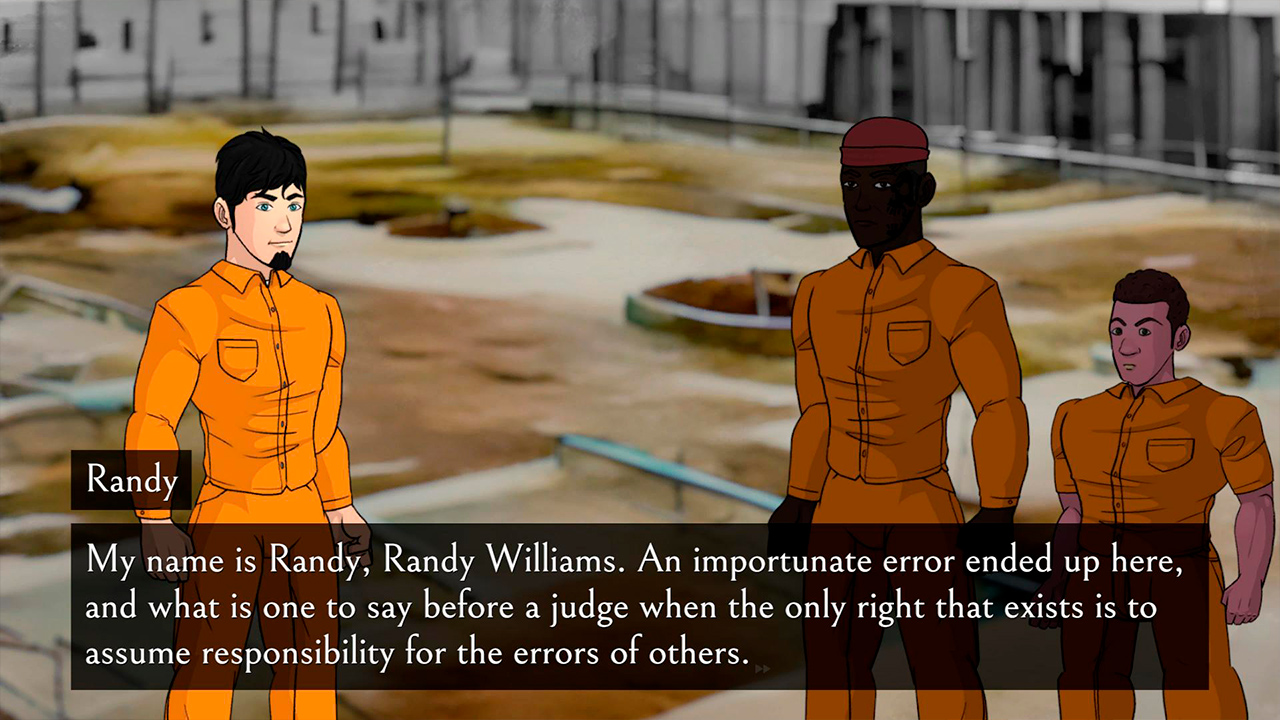 Randy
My name is Randy, Randy Williams. An importunate error ended up here,
and what is one to say before a judge when the only right that exists is to
assume responsibility for the errors of others.